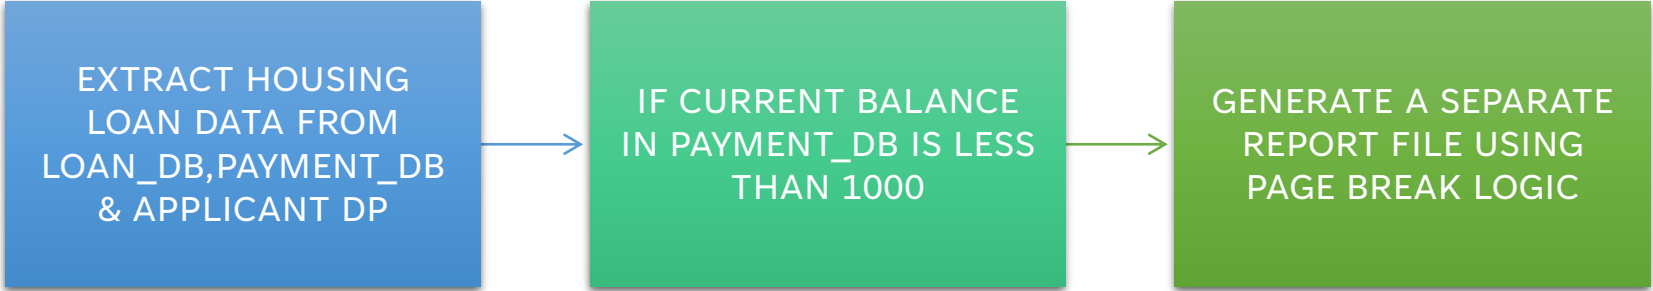 EXTRACT HOUSING
LOAN DATA FROM
LOAN_DB,PAYMENT_DB
& APPLICANT DP
IF CURRENT BALANCE
IN PAYMENT_DB IS LESS
THAN 1000
GENERATE A SEPARATE
REPORT FILE USING
PAGE BREAK LOGIC